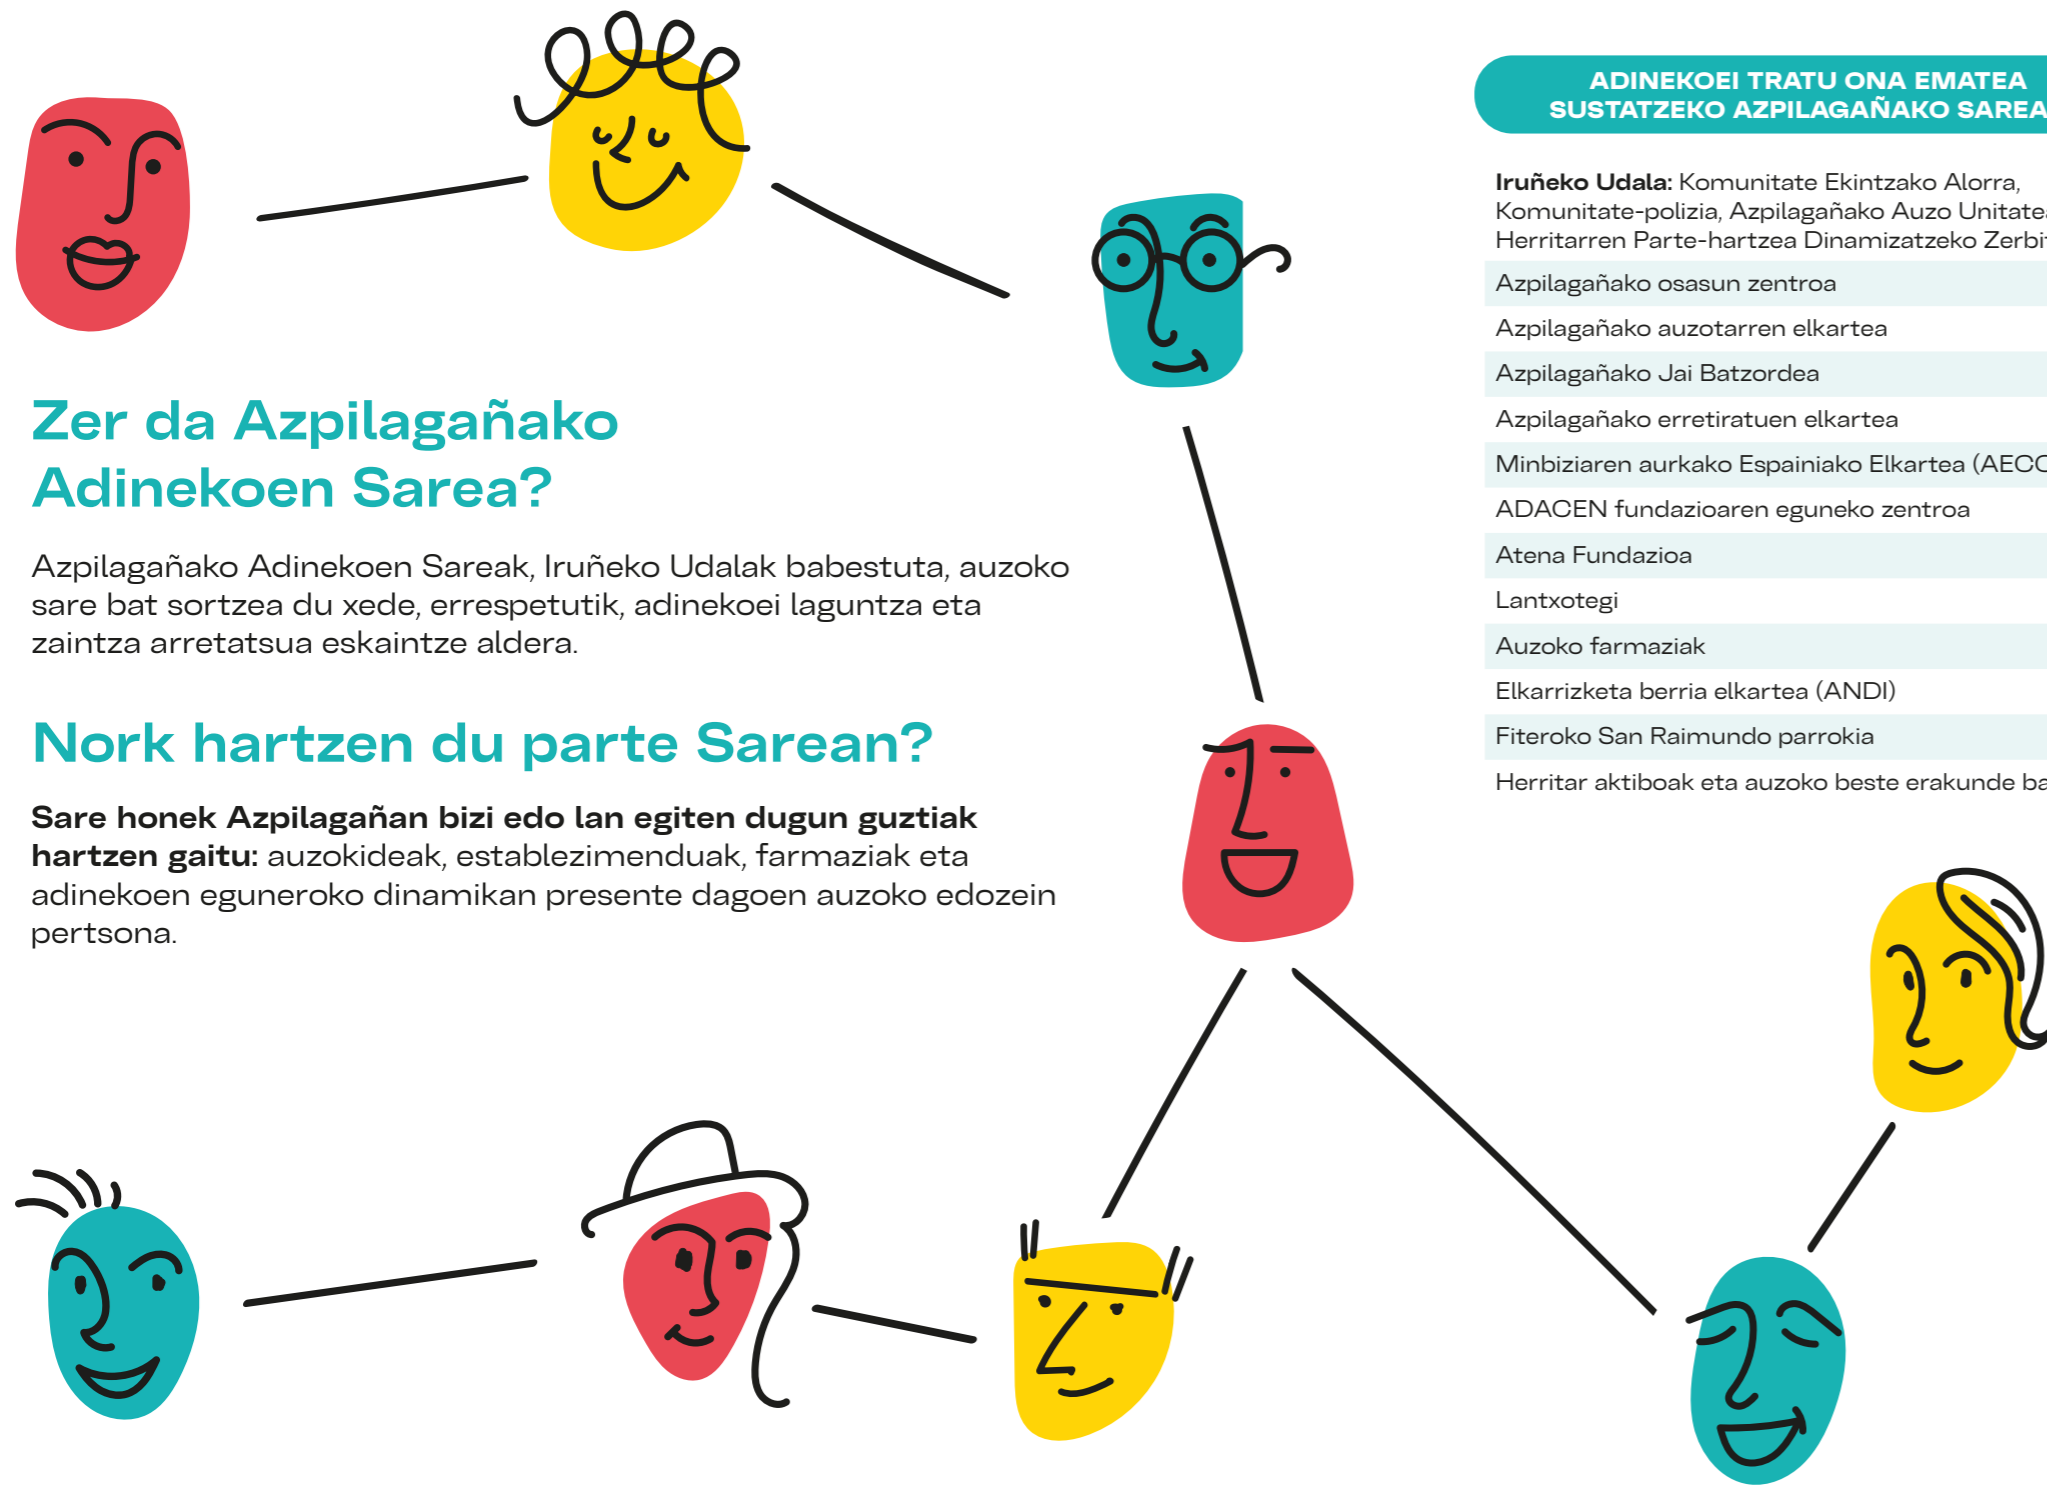 Zer da Azpilagañako
Adinekoen Sarea?
Azpilagañako Adinekoen Sareak, Iruñeko Udalak babestuta, auzoko
sare bat sortzea du xede, errespetutik, adinekoei laguntza eta
zaintza arretatsua eskaintze aldera.
Nork hartzen du parte Sarean?
Sare honek Azpilagañan bizi edo lan egiten dugun guztiak
hartzen gaitu: auzokideak, establezimenduak, farmaziak eta
adinekoen eguneroko dinamikan presente dagoen auzoko edozein
pertsona.
ADINEKOEI TRATU ONA EMATEA
SUSTATZEKO AZPILAGAÑAKO SAREA
Iruñeko Udala: Komunitate Ekintzako Alorra,
Komunitate-polizia, Azpilagañako Auzo
Herritarren Parte-hartzea Dinamizatzeko
Azpilagañako osasun zentroa
Azpilagañako auzotarren elkartea
Azpilagañako Jai Batzordea
Azpilagañako erretiratuen elkartea
Minbiziaren aurkako Espainiako Elkartea
ADACEN fundazioaren eguneko zentroa
Atena Fundazioa
Lantxotegi
Auzoko farmaziak
Elkarrizketa berria elkartea (ANDI)
Fiteroko San Raimundo parrokia
Herritar aktiboak eta auzoko beste erakunde